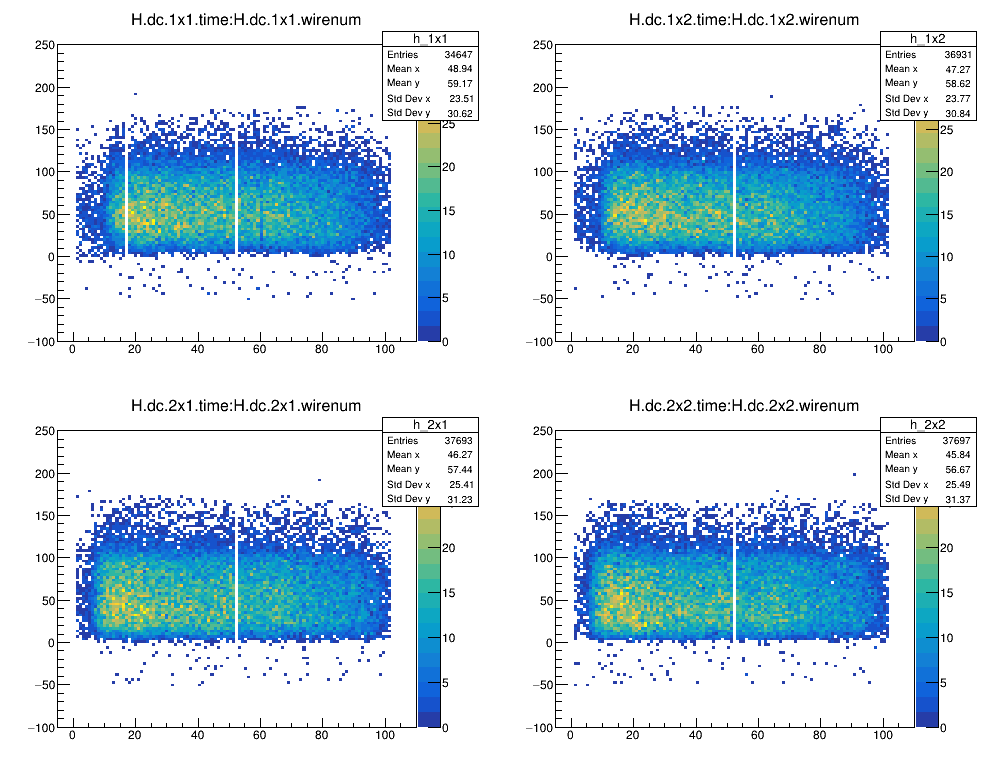 H.dc.1x1.time:H.dc.1x1.wirenum
h_1x1
Entries 34647
Mean x 48.94
Mean y 59.17
Std Dev x 23.51
Std Dev y 30.62
250
200
150
100
50
0
−50
−100
0 20 40 60 80 100
25
20
15
10
5
0
H.dc.1x2.time:H.dc.1x2.wirenum
h_1x2
Entries 36931
Mean x 47.27
Mean y 58.62
Std Dev x 23.77
Std Dev y 30.84
250
200
150
100
50
0
−50
−100
0 20 40 60 80 100
25
20
15
10
5
0
H.dc.2x1.time:H.dc.2x1.wirenum
h_2x1
Entries 37693
Mean x 46.27
Mean y 57.44
Std Dev x 25.41
Std Dev y 31.23
250
200
150
100
50
0
−50
−100
0 20 40 60 80 100
20
15
10
5
0
H.dc.2x2.time:H.dc.2x2.wirenum
h_2x2
Entries 37697
Mean x 45.84
Mean y 56.67
Std Dev x 25.49
Std Dev y 31.37
250
200
150
100
50
0
−50
−100
0 20 40 60 80 100
20
15
10
5
0